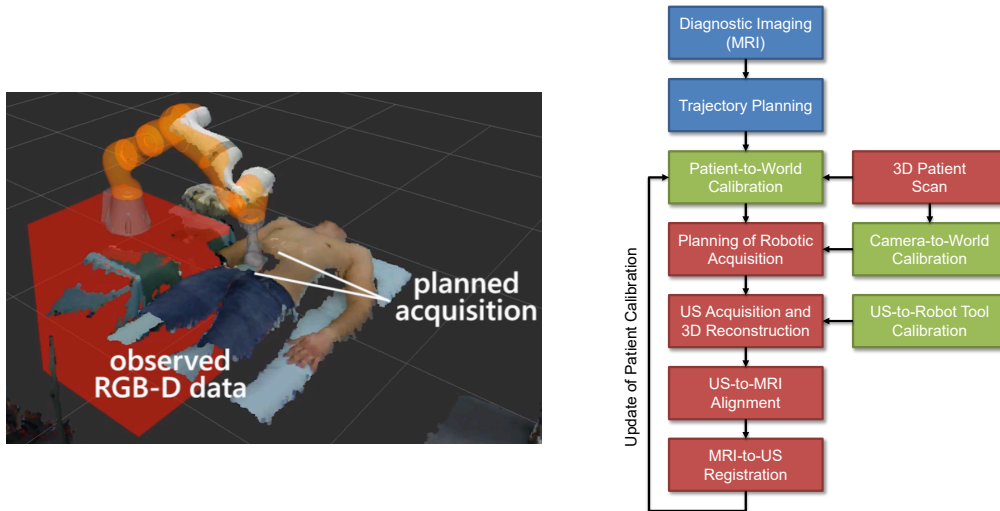 planned
acquisition
observed
RGB-D data
Diagnostic Imaging
(MRI)
Trajectory Planning
Patient-to-World
Calibration
3D Patient
Scan
Planning of Robotic
Acquisition
Camera-to-World
Calibration
US Acquisition and
3D Reconstruction
US-to-Robot Tool
Calibration
US-to-MRI
Alignment
MRI-to-US
Registration
Update of Patient Calibration